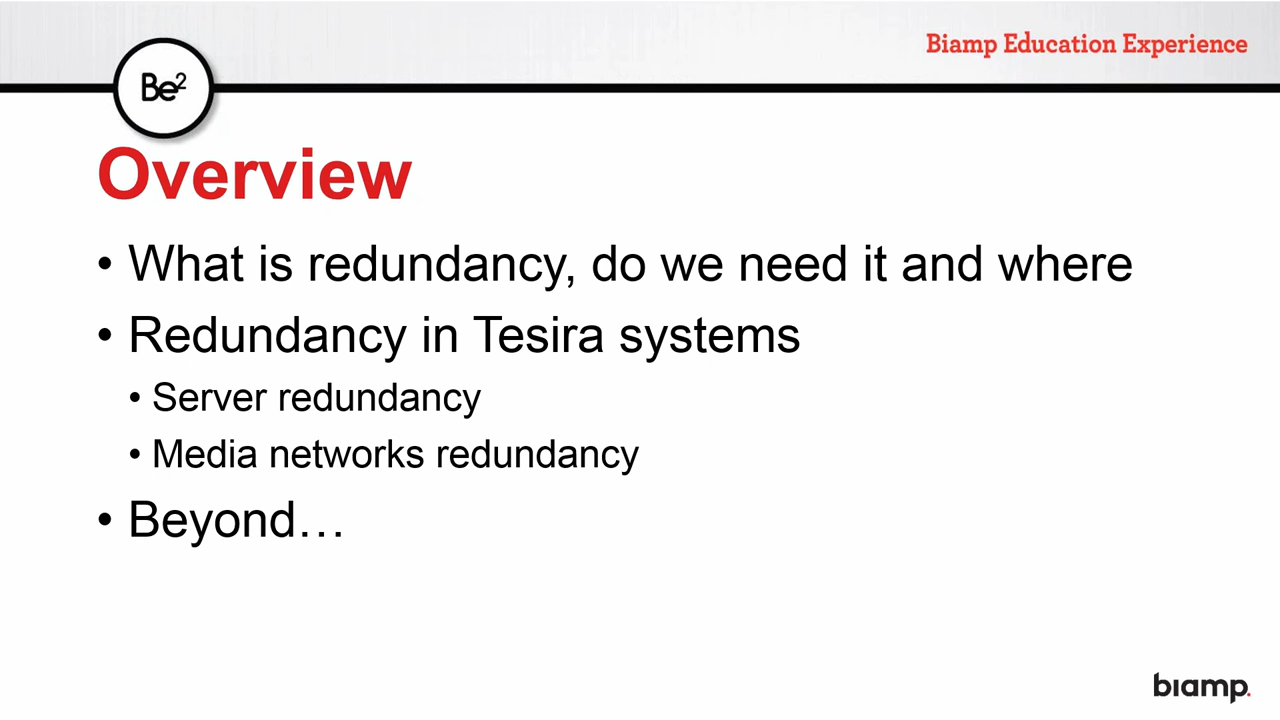 Biamp Education Experience
Be²
Overview
• What is redundancy, do we need it and where
• Redundancy in Tesira systems
• Server redundancy
• Media networks redundancy
• Beyond…
biamp.